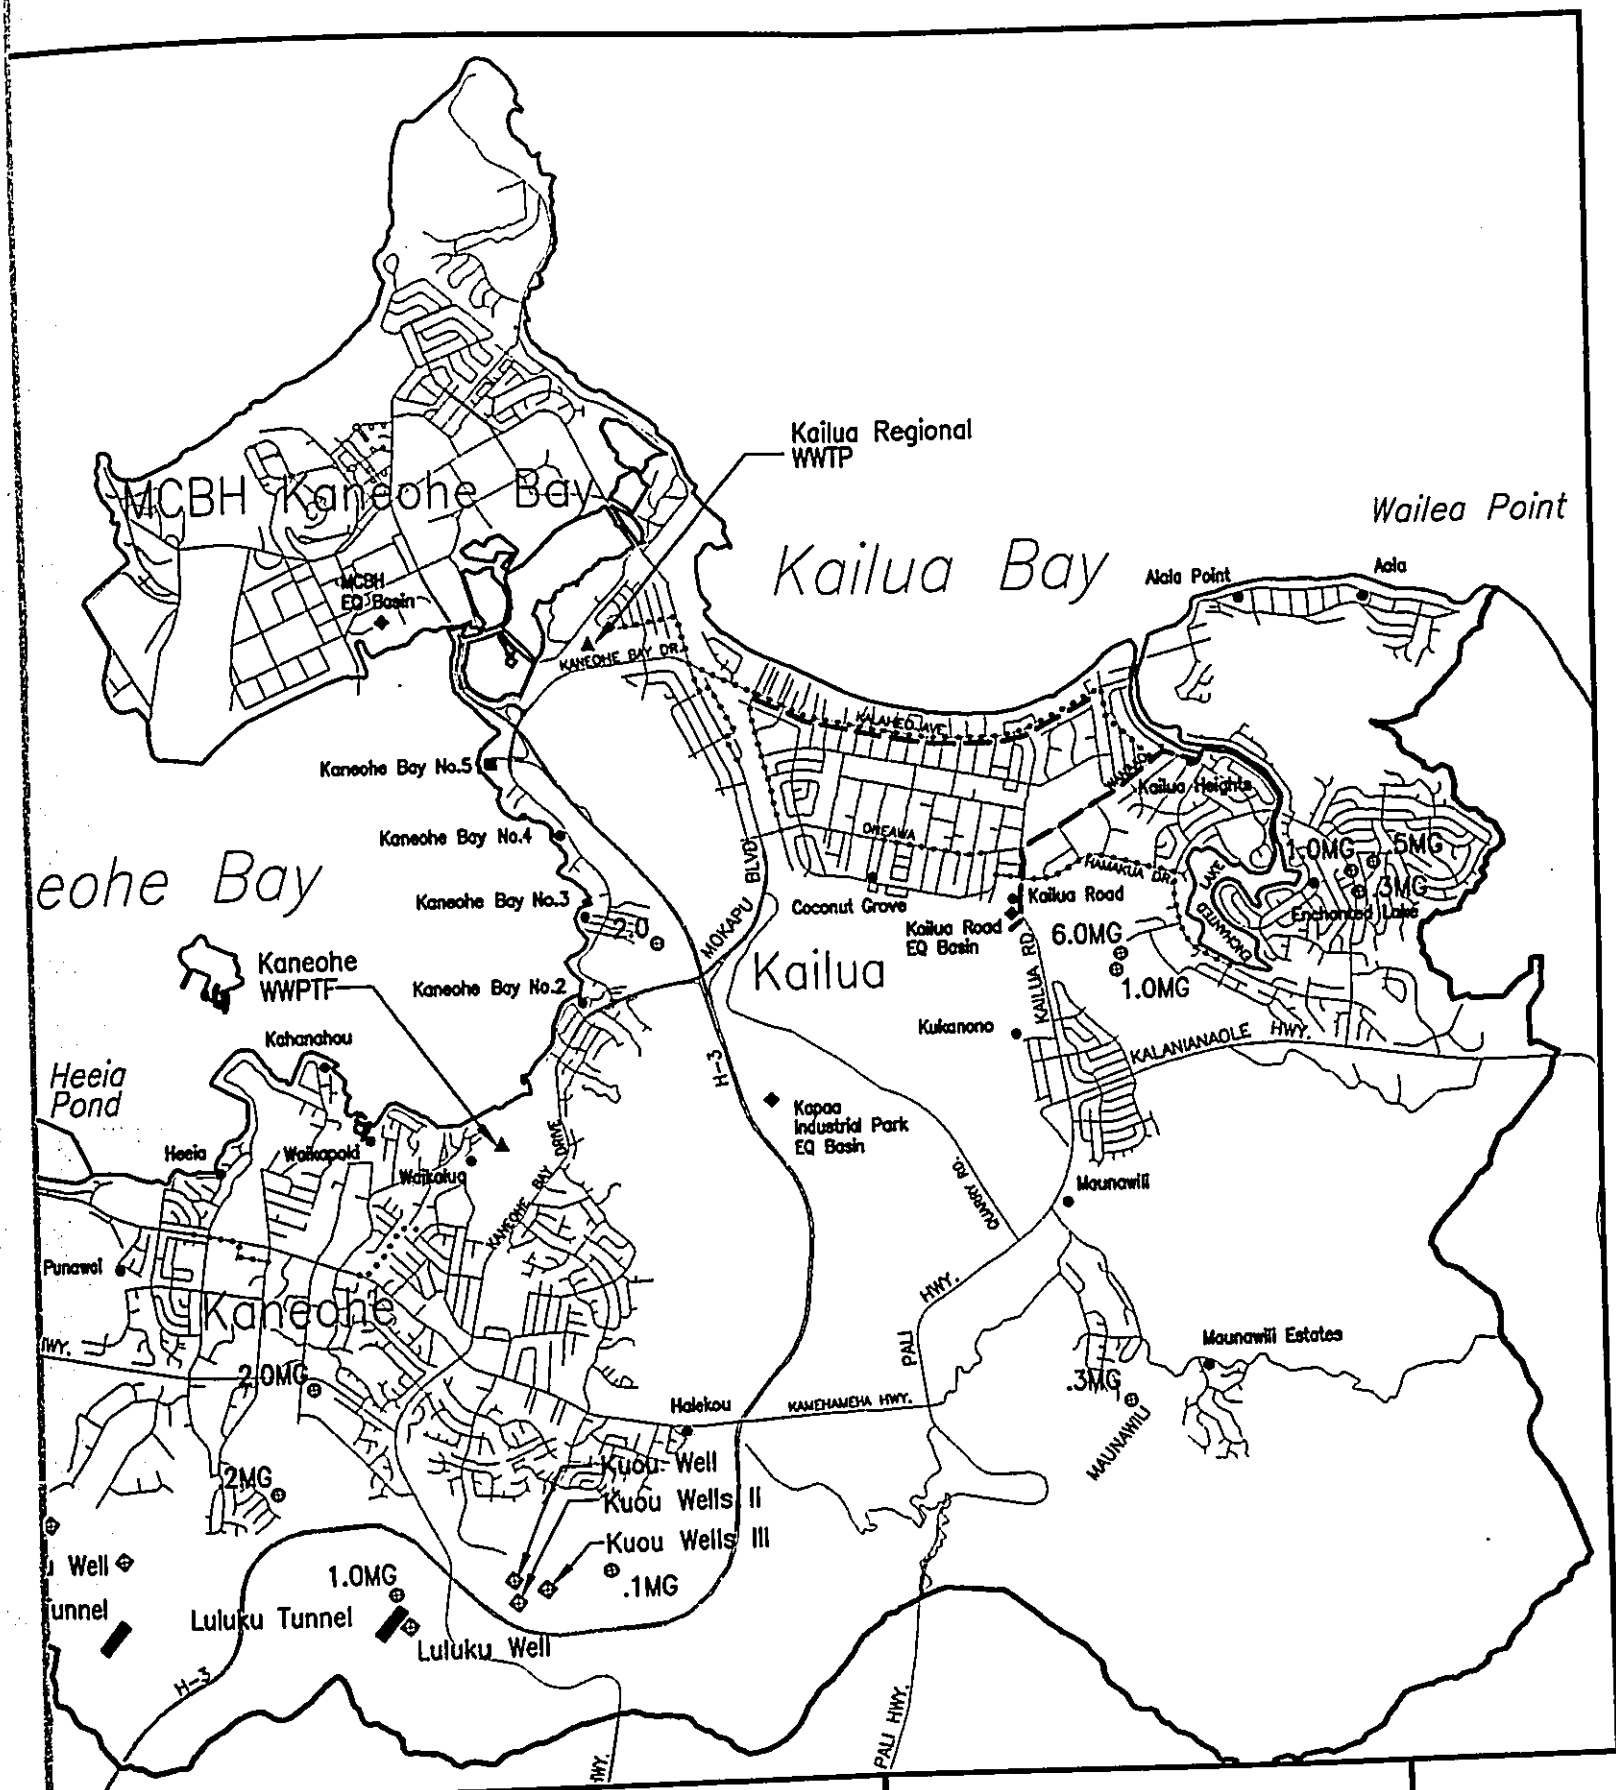 Kailua Regional
WWTP
MCBH Kaneohe Bay
Wailea Point
Kailua Bay
Alala Point
Aala
MCBH
EQ Basin
KANEOHE BAY DR.
KALAHEO AVE
Kaneohe Bay No.5
Kailua Heights
Kaneohe Bay No.4
ONEAWA
1.0MG
.5MG
BLVD
HAMAKUA DR.
LAKE
eohe Bay
.3MG
Kaneohe Bay No.3
Coconut Grove
Kailua Road
Enchanted Lake
2.0
MOKAPU
Kailua Road
EQ Basin
6.0MG
ENCHANTED
Kaneohe
WWPTF
Kailua
KAILUA RD
1.0MG
Kaneohe Bay No.2
Kukanono
KALANIANAOLE HWY.
Kahanahou
H-3
Heeia
Pond
Kapaa
Industrial Park
EQ Basin
Heeia
Waikapoki
Waikalua
KANEOHE BAY DRIVE
QUARRY RD.
Maunawili
Punawai
HWY.
Kaneohe
PALI
Maunawili Estates
HWY.
2.0MG
.3MG
Halekou
KAMEHAMEHA HWY.
MAUNAWILI
Kuou Well
2MG
Kuou Wells II
Kuou Wells III
u Well
1.0MG
.1MG
unnel
Luluku Tunnel
Luluku Well
H-3
PALI HWY.
HWY.